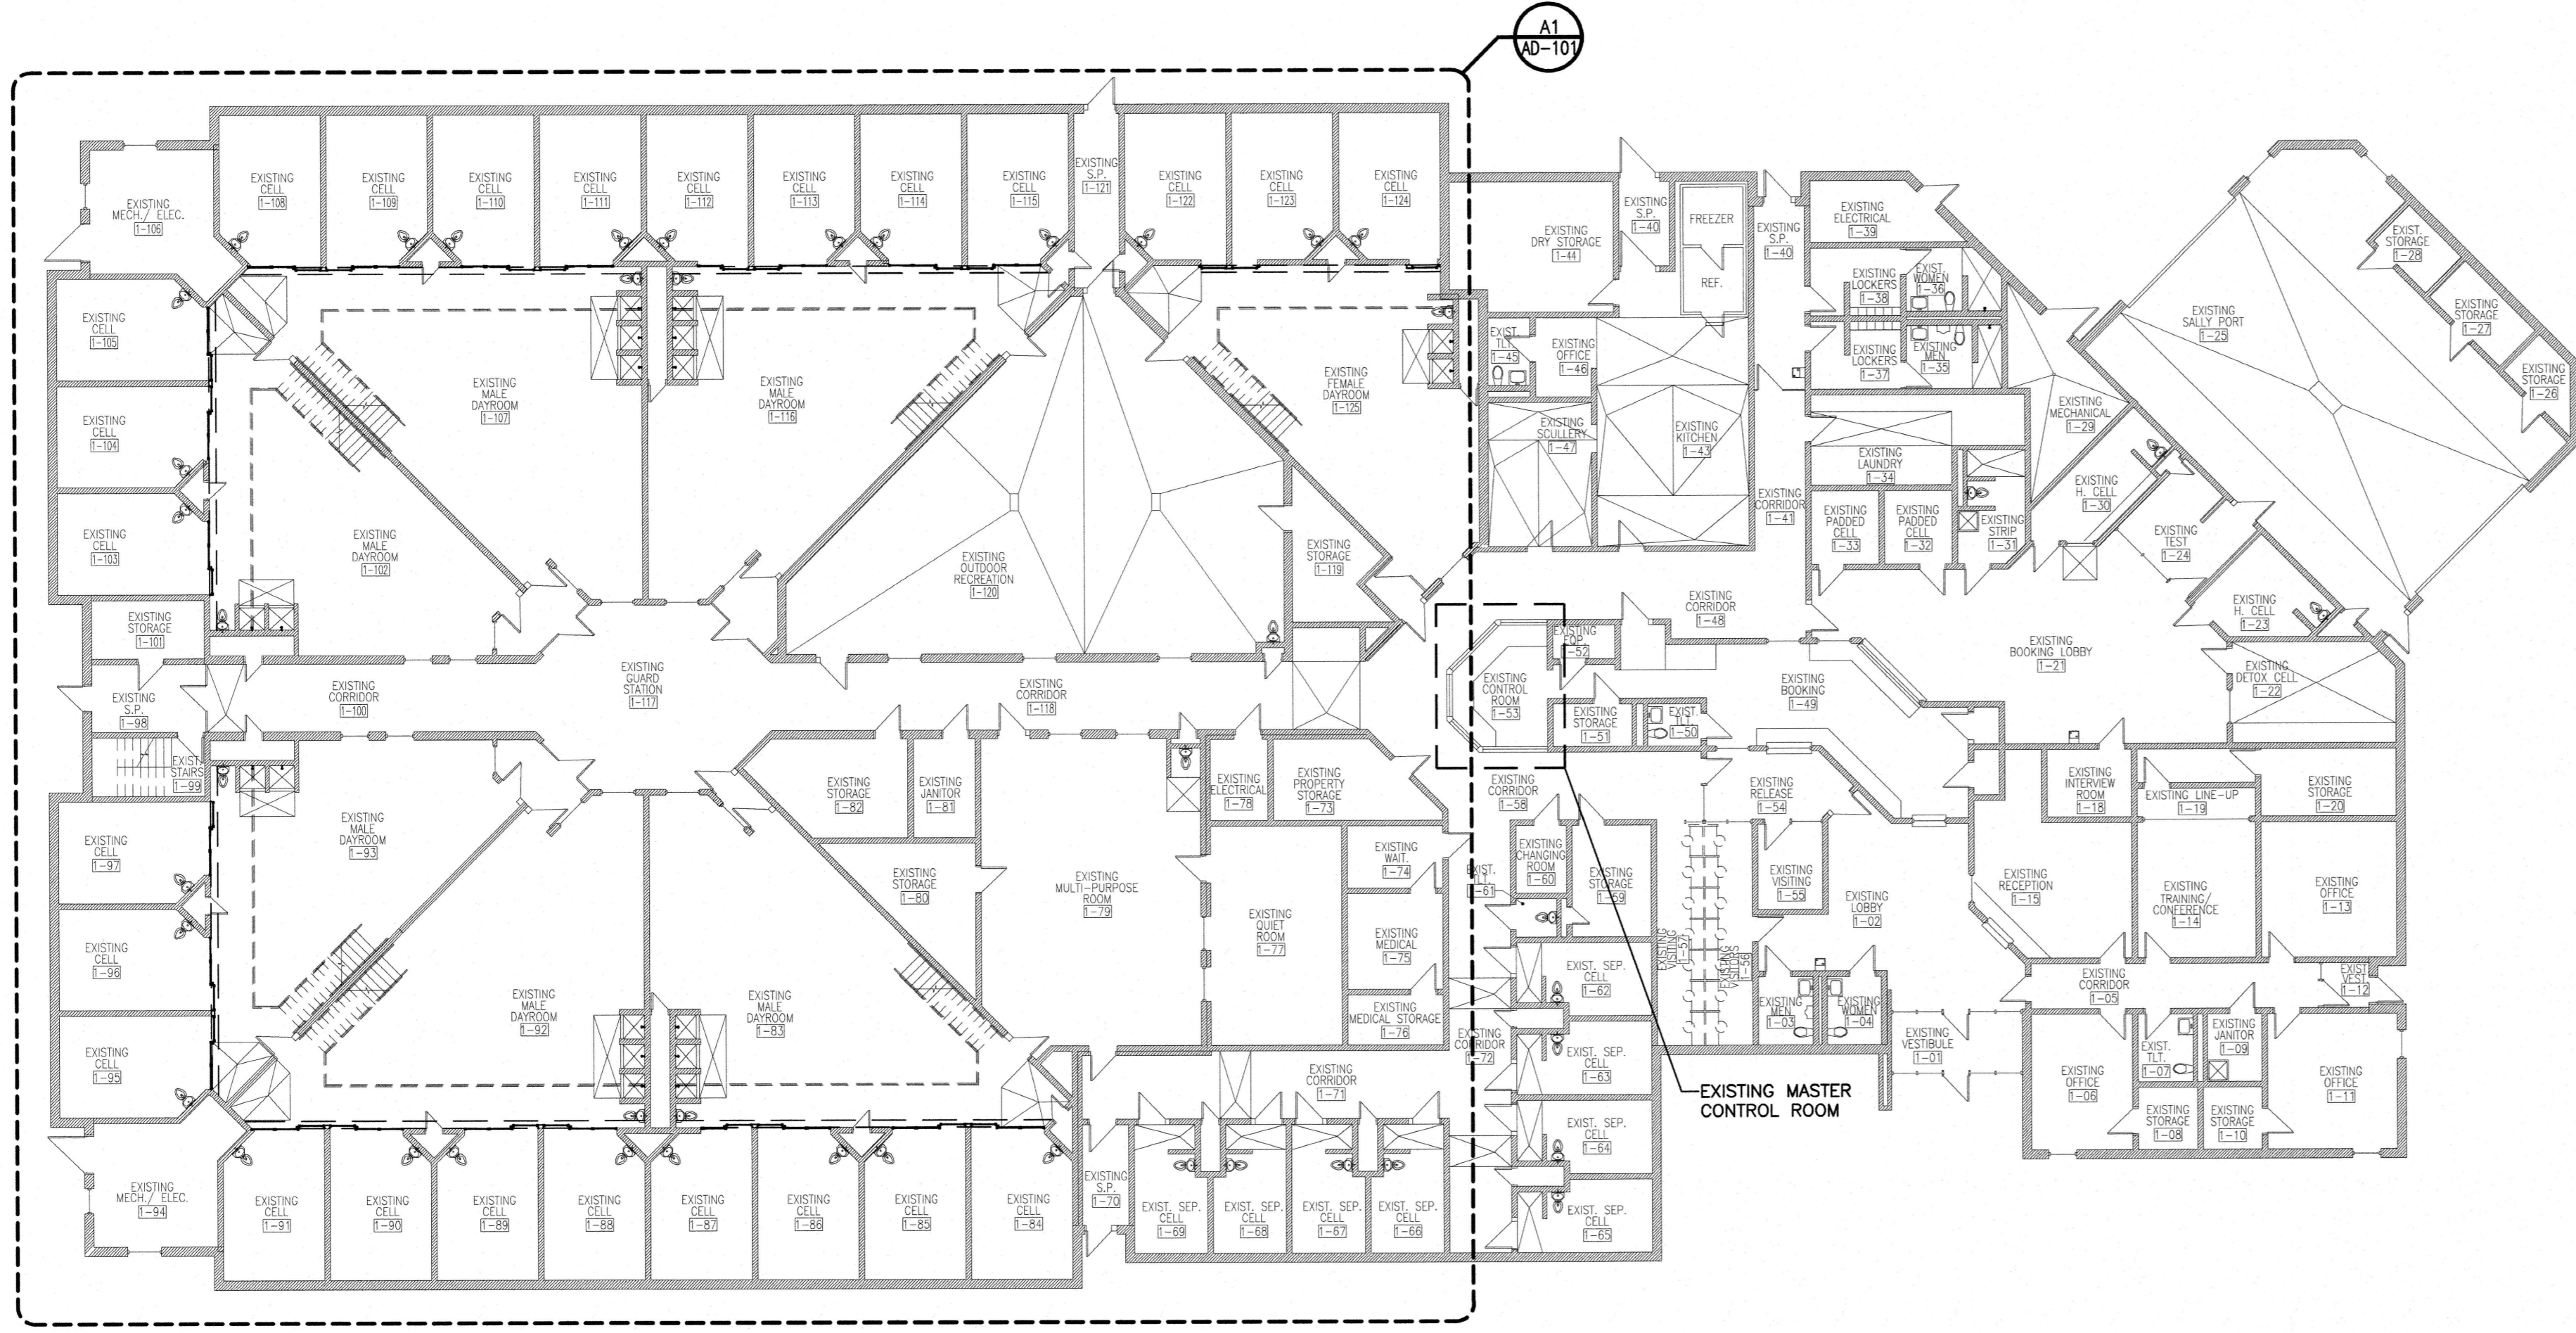 A1
AD-101
EXISTING
MECH./ ELEC.
1-106
EXISTING
CELL
1-108
EXISTING
CELL
1-109
EXISTING
CELL
1-110
EXISTING
CELL
1-111
EXISTING
CELL
1-112
EXISTING
CELL
1-113
EXISTING
CELL
1-114
EXISTING
CELL
1-115
EXISTING
S.P.
1-121
EXISTING
CELL
1-122
EXISTING
CELL
1-123
EXISTING
CELL
1-124
EXISTING
DRY STORAGE
1-44
EXISTING
S.P.
1-40
FREEZER
REF.
EXISTING
S.P.
1-40
EXISTING
ELECTRICAL
1-39
EXISTING
LOCKERS
1-38
EXIST.
WOMEN
1-36
EXISTING
LOCKERS
1-37
EXISTING
MEN
1-35
EXISTING
SALLY PORT
1-25
EXIST.
STORAGE
1-28
EXISTING
STORAGE
1-27
EXISTING
STORAGE
1-26
EXISTING
CELL
1-105
EXISTING
CELL
1-104
EXISTING
CELL
1-103
EXISTING
MALE
DAYROOM
1-107
EXISTING
MALE
DAYROOM
1-116
EXISTING
FEMALE
DAYROOM
1-125
EXIST.
TLT.
1-45
EXISTING
OFFICE
1-46
EXISTING
SCULLERY
1-47
EXISTING
KITCHEN
1-43
EXISTING
CORRIDOR
1-41
EXISTING
LAUNDRY
1-34
EXISTING
MECHANICAL
1-29
EXISTING
PADDED
CELL
1-33
EXISTING
PADDED
CELL
1-32
EXISTING
STRIP
1-31
EXISTING
H. CELL
1-30
EXISTING
TEST
1-24
EXISTING
H. CELL
1-23
EXISTING
MALE
DAYROOM
1-102
EXISTING
OUTDOOR
RECREATION
1-120
EXISTING
STORAGE
1-119
EXISTING
STORAGE
1-101
EXISTING
S.P.
1-98
EXISTING
CORRIDOR
1-100
EXISTING
GUARD
STATION
1-117
EXISTING
CORRIDOR
1-118
EXISTING
CONTROL
ROOM
1-53
EXISTING
EQP.
1-52
EXISTING
CORRIDOR
1-48
EXISTING
STORAGE
1-51
EXIST.
TLT.
1-50
EXISTING
BOOKING
1-49
EXISTING
BOOKING LOBBY
1-21
EXISTING
DETOX CELL
1-22
EXIST.
STAIRS
1-99
EXISTING
CELL
1-97
EXISTING
CELL
1-96
EXISTING
CELL
1-95
EXISTING
MALE
DAYROOM
1-93
EXISTING
STORAGE
1-82
EXISTING
JANITOR
1-81
EXISTING
ELECTRICAL
1-78
EXISTING
PROPERTY
STORAGE
1-73
EXISTING
CORRIDOR
1-58
EXISTING
RELEASE
1-54
EXISTING
INTERVIEW
ROOM
1-18
EXISTING LINE-UP
1-19
EXISTING
STORAGE
1-20
EXISTING
STORAGE
1-80
EXISTING
MULTI-PURPOSE
ROOM
1-79
EXISTING
QUIET
ROOM
1-77
EXISTING
WAIT.
1-74
EXISTING
MEDICAL
1-75
EXISTING
MEDICAL STORAGE
1-76
EXIST.
TLT.
1-61
EXISTING
CHANGING
ROOM
1-60
EXISTING
STORAGE
1-59
EXISTING
VISITING
1-57
EXISTING
VISITORS
1-56
EXISTING
VISITING
1-55
EXISTING
LOBBY
1-02
EXISTING
RECEPTION
1-15
EXISTING
TRAINING/
CONFERENCE
1-14
EXISTING
OFFICE
1-13
EXISTING
MALE
DAYROOM
1-92
EXISTING
MALE
DAYROOM
1-83
EXISTING
CORRIDOR
1-72
EXIST. SEP.
CELL
1-62
EXIST. SEP.
CELL
1-63
EXIST. SEP.
CELL
1-64
EXIST. SEP.
CELL
1-65
EXISTING
MEN
1-03
EXISTING
WOMEN
1-04
EXISTING
VESTIBULE
1-01
EXISTING
CORRIDOR
1-05
EXIST.
VEST.
1-12
EXISTING
OFFICE
1-06
EXIST.
TLT.
1-07
EXISTING
JANITOR
1-09
EXISTING
STORAGE
1-08
EXISTING
STORAGE
1-10
EXISTING
OFFICE
1-11
EXISTING
CORRIDOR
1-71
EXISTING MASTER
CONTROL ROOM
EXISTING
MECH./ ELEC.
1-94
EXISTING
CELL
1-91
EXISTING
CELL
1-90
EXISTING
CELL
1-89
EXISTING
CELL
1-88
EXISTING
CELL
1-87
EXISTING
CELL
1-86
EXISTING
CELL
1-85
EXISTING
CELL
1-84
EXISTING
S.P.
1-70
EXIST. SEP.
CELL
1-69
EXIST. SEP.
CELL
1-68
EXIST. SEP.
CELL
1-67
EXIST. SEP.
CELL
1-66